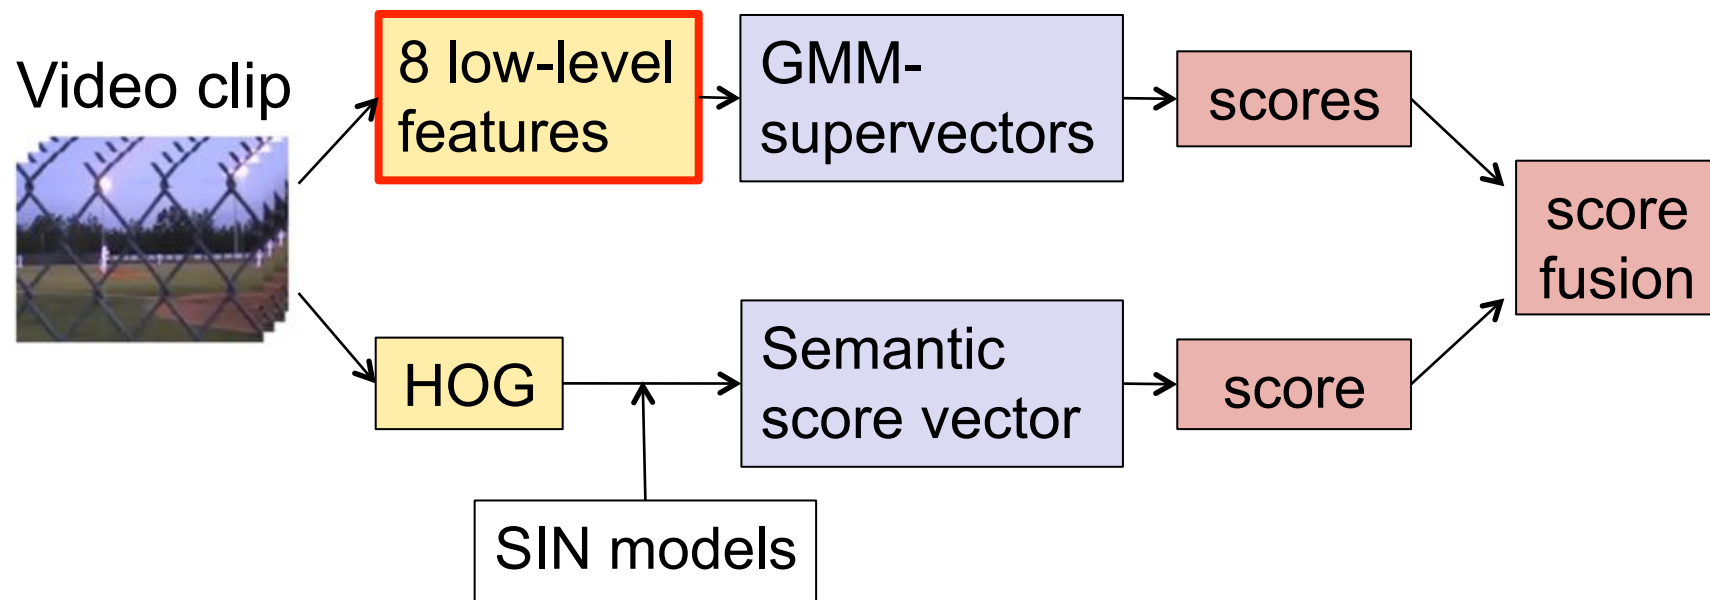 Video clip
8 low-level
features
GMM-
supervectors
scores
score
fusion
HOG
Semantic
score vector
score
SIN models